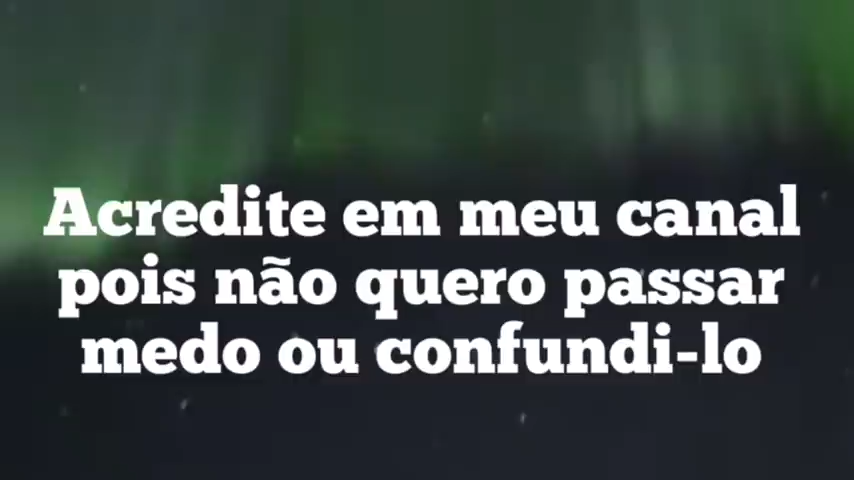 Acredite em meu canal
pois não quero passar
medo ou confundi-lo